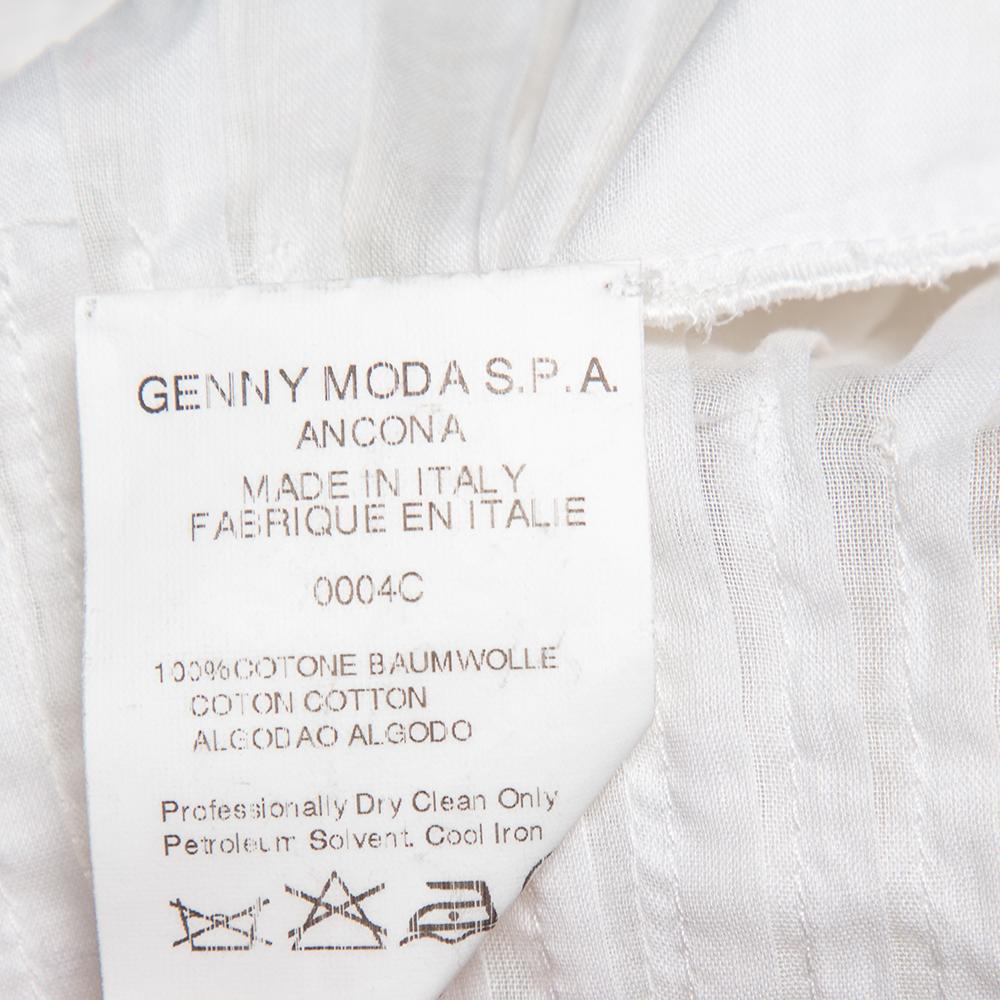 GENNY MODA S.P.A.
ANCONA
MADE IN ITALY
FABRIQUE EN ITALIE
0004C
100%COTONE BAUMWOLLE
COTON COTTON
ALGODAO ALGODO
Professionally Dry Clean Only
Petroleum Solvent. Cool Iron